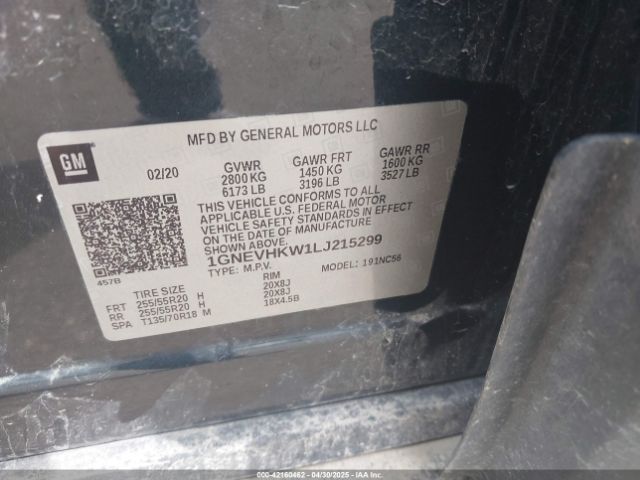 MFD BY GENERAL MOTORS LLC
GM
02/20
GVWR
2800 KG
6173 LB
GAWR FRT
1450 KG
3196 LB
GAWR RR
1600 KG
3527 LB
THIS VEHICLE CONFORMS TO ALL
APPLICABLE U.S. FEDERAL MOTOR
VEHICLE SAFETY STANDARDS IN EFFECT
ON THE DATE OF MANUFACTURE
SHOWN ABOVE.
1GNEVHKW1LJ215299
457B
TYPE: M.P.V. MODEL: 191NC56
TIRE SIZE RIM
FRT 255/55R20 H 20X8J
RR 255/55R20 H 20X8J
SPA T135/70R18 M 18X4.5B
000-42160462 - 04/30/2025 - IAA Inc.